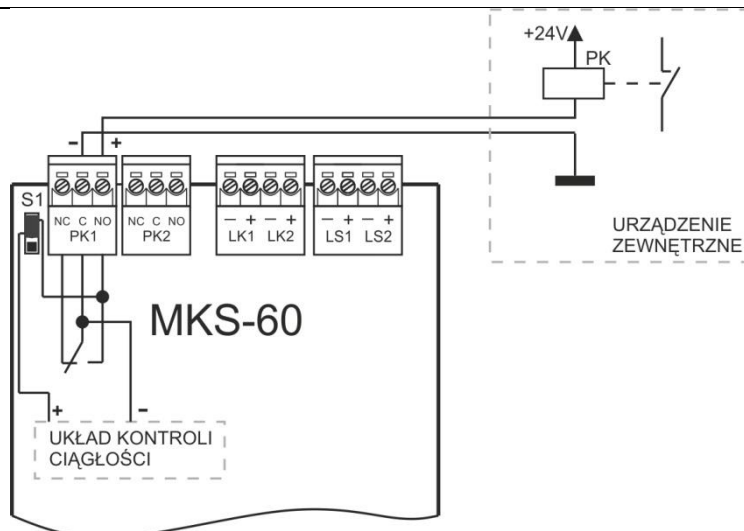 +24V
PK
- +
S1
NC C NO NC C NO - + - + - + - +
PK1 PK2 LK1 LK2 LS1 LS2
URZĄDZENIE
ZEWNĘTRZNE
MKS-60
+ -
UKŁAD KONTROLI
CIĄGŁOŚCI